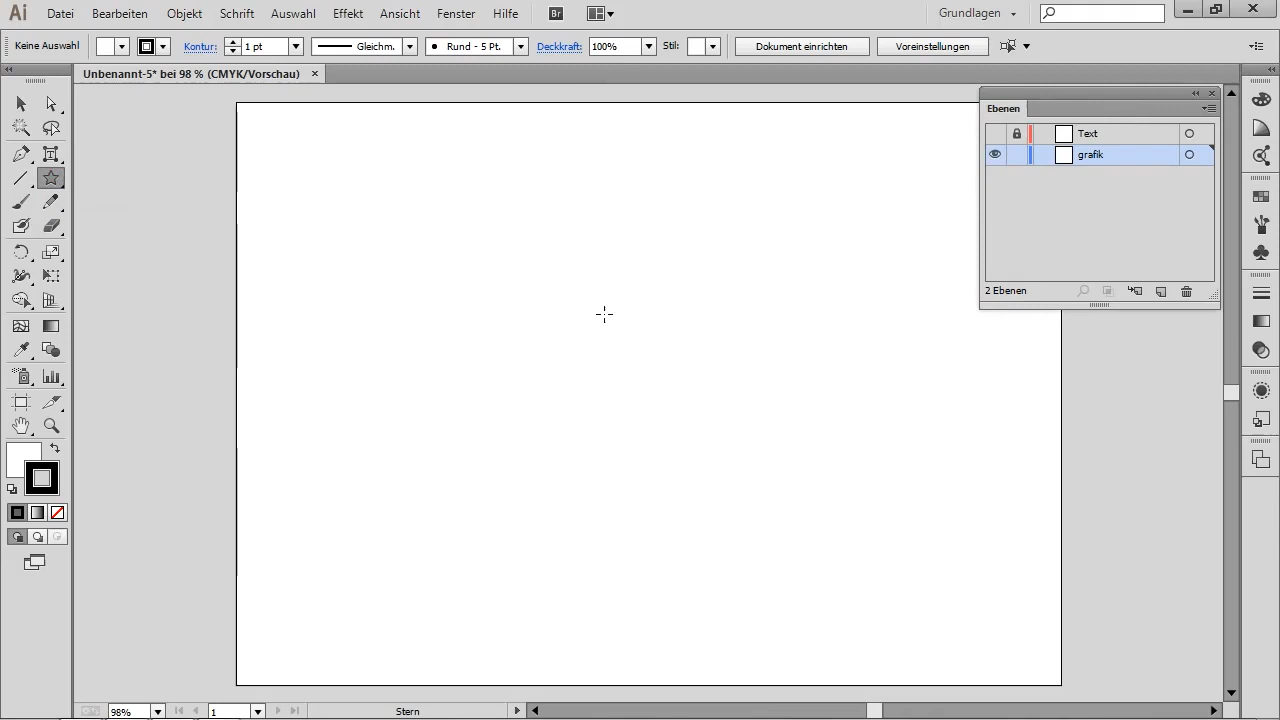 Ai Datei Bearbeiten Objekt Schrift Auswahl Effekt Ansicht Fenster Hilfe Br Grundlagen
Keine Auswahl Kontur: 1 pt Gleichm. Rund - 5 Pt. Deckkraft: 100% Stil: Dokument einrichten Voreinstellungen
Unbenannt-5* bei 98 % (CMYK/Vorschau) ×
Ebenen
Text
grafik
2 Ebenen
98% 1 Stern